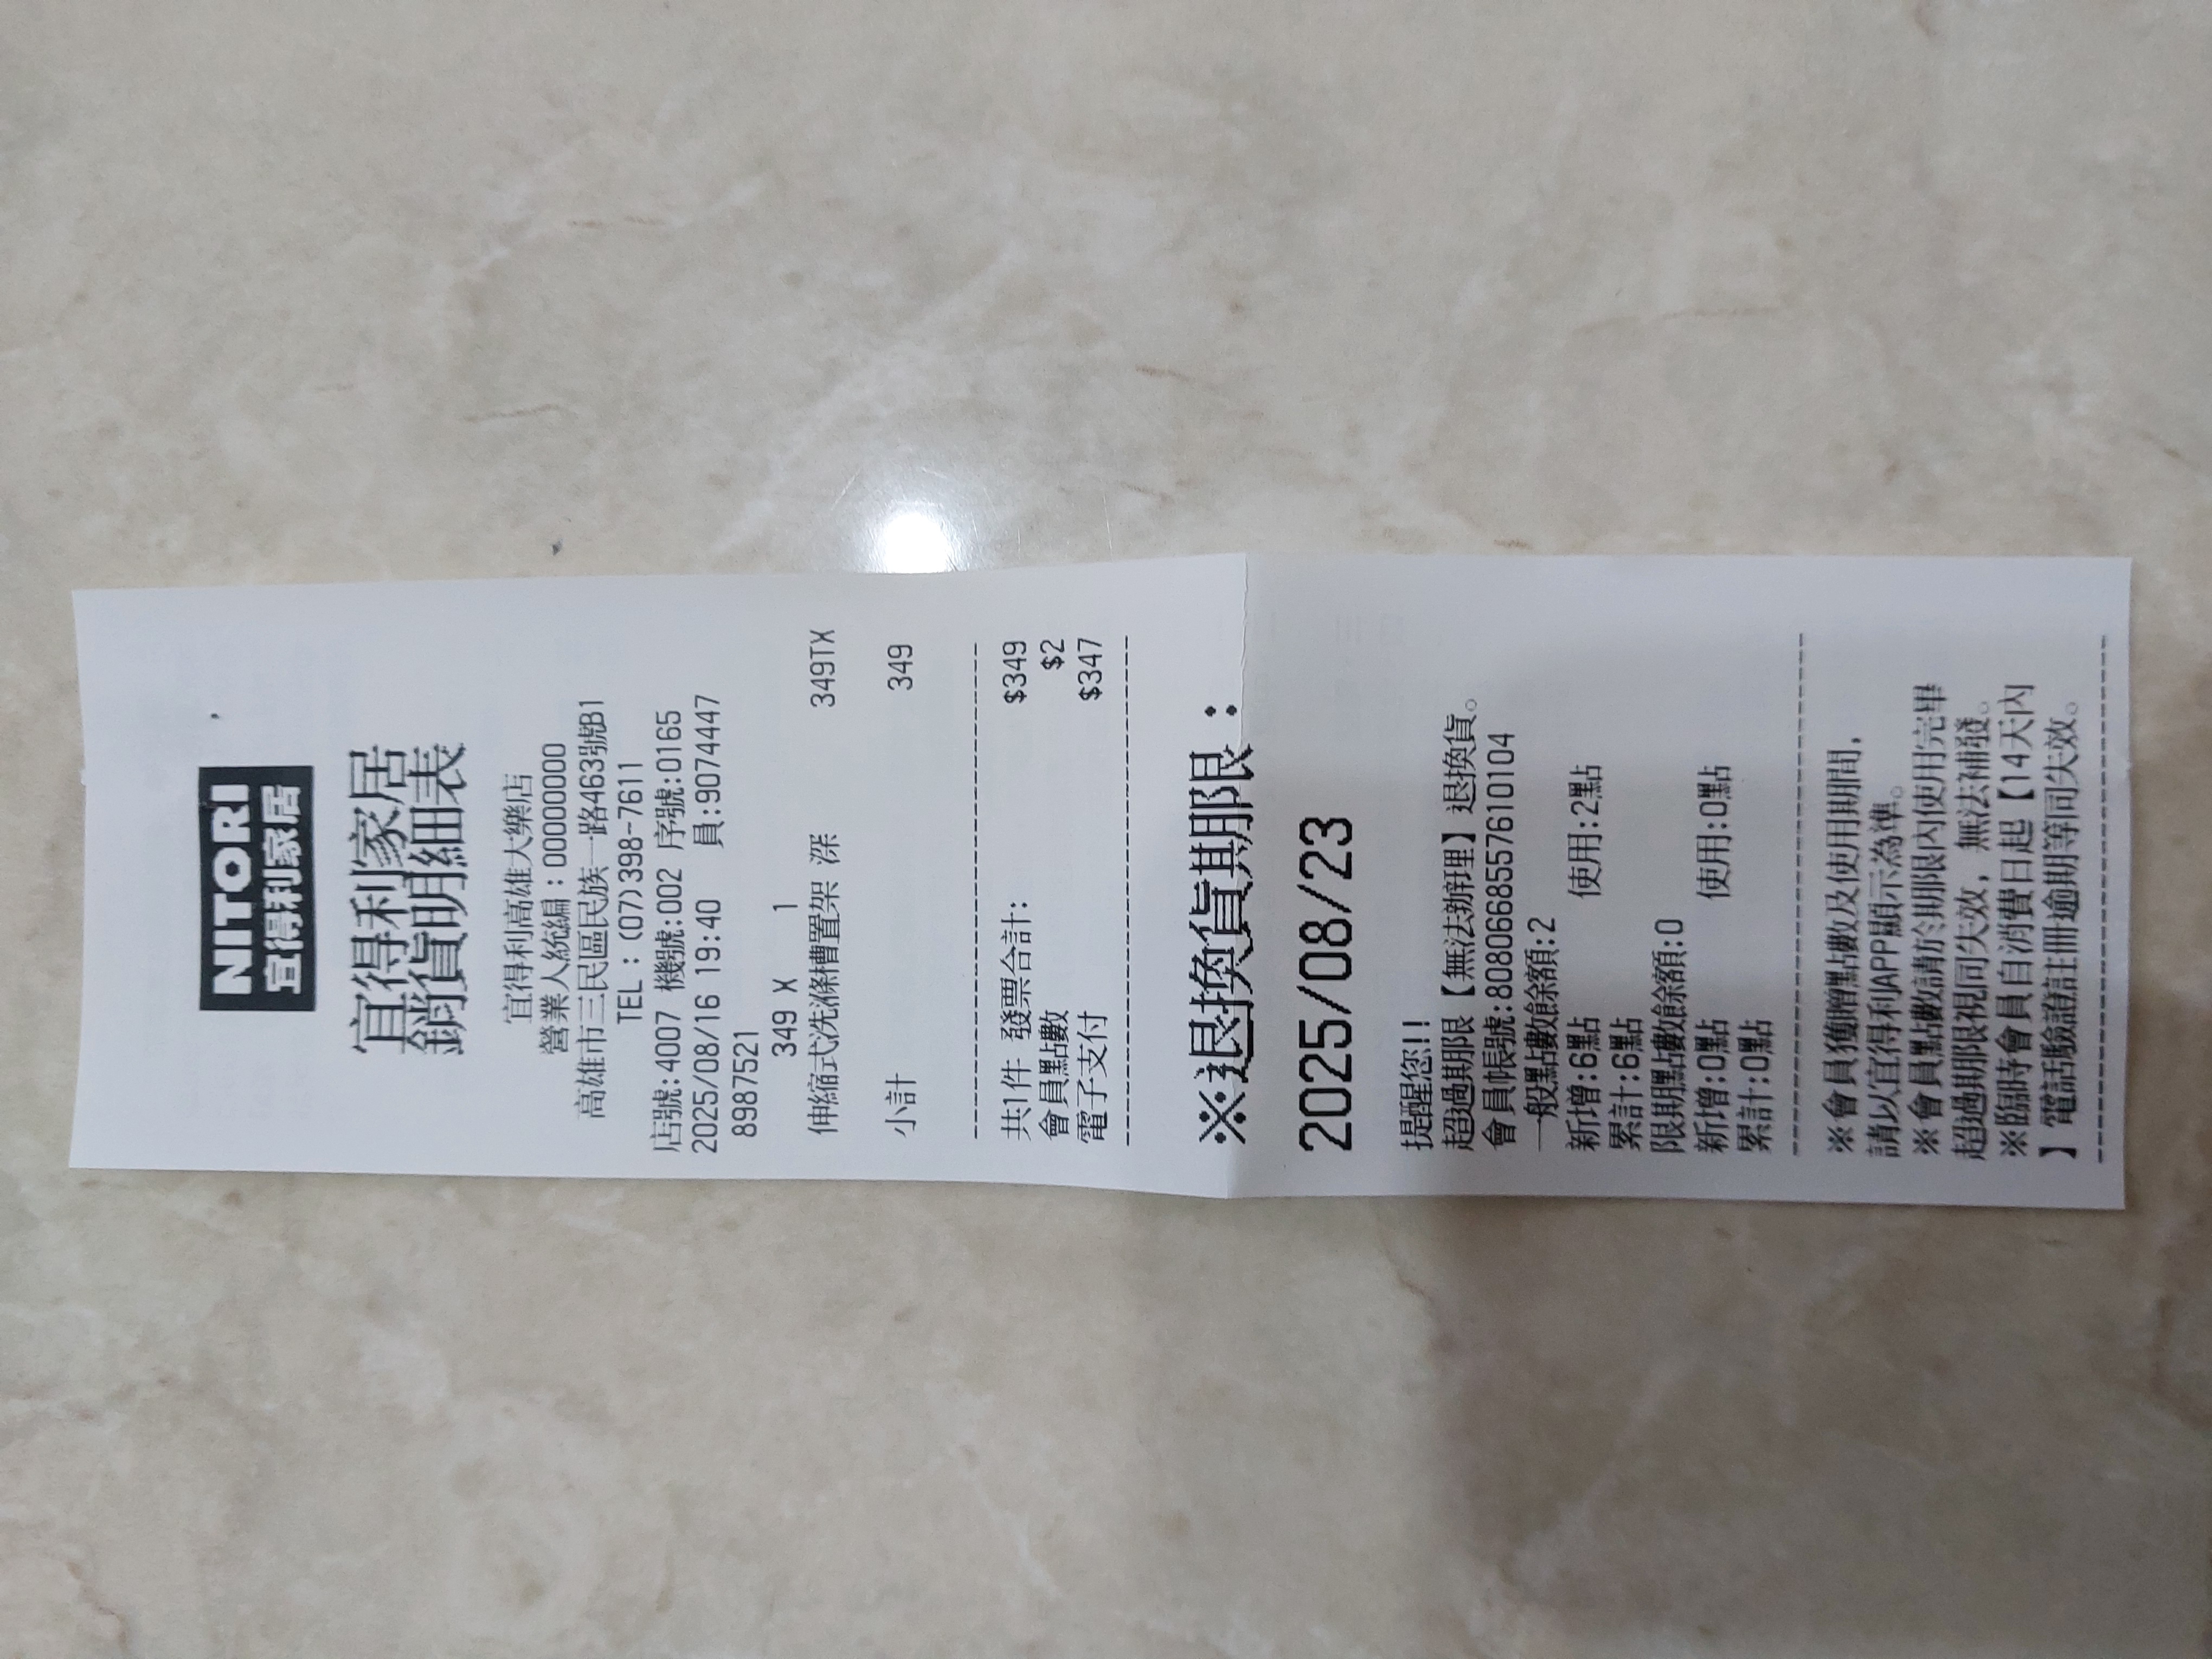 NITORI
宜得利家居
宜得利家居
銷貨明細表
宜得利高雄大樂店
營業人統編：00000000
高雄市三民區民族一路463號B1
TEL：(07)398-7611
店號:4007 機號:002 序號:0165
2025/08/16 19:40 員:9074447
8987521
349 X 1
伸縮式洗滌槽置架 深 349TX
小計 349
共1件 發票合計: $349
會員點數 $2
電子支付 $347
※退換貨期限：
2025/08/23
提醒您!!
超過期限【無法辦理】退換貨。
會員帳號:8080668557610104
一般點數餘額:2
新增:6點 使用:2點
累計:6點
限期點數餘額:0
新增:0點 使用:0點
累計:0點
※會員獲贈點數及使用期間，
請以宜得利APP顯示為準。
※會員點數請於期限內使用完畢
超過期限視同失效，無法補發。
※臨時會員自消費日起【14天內
】電話驗證註冊逾期等同失效。